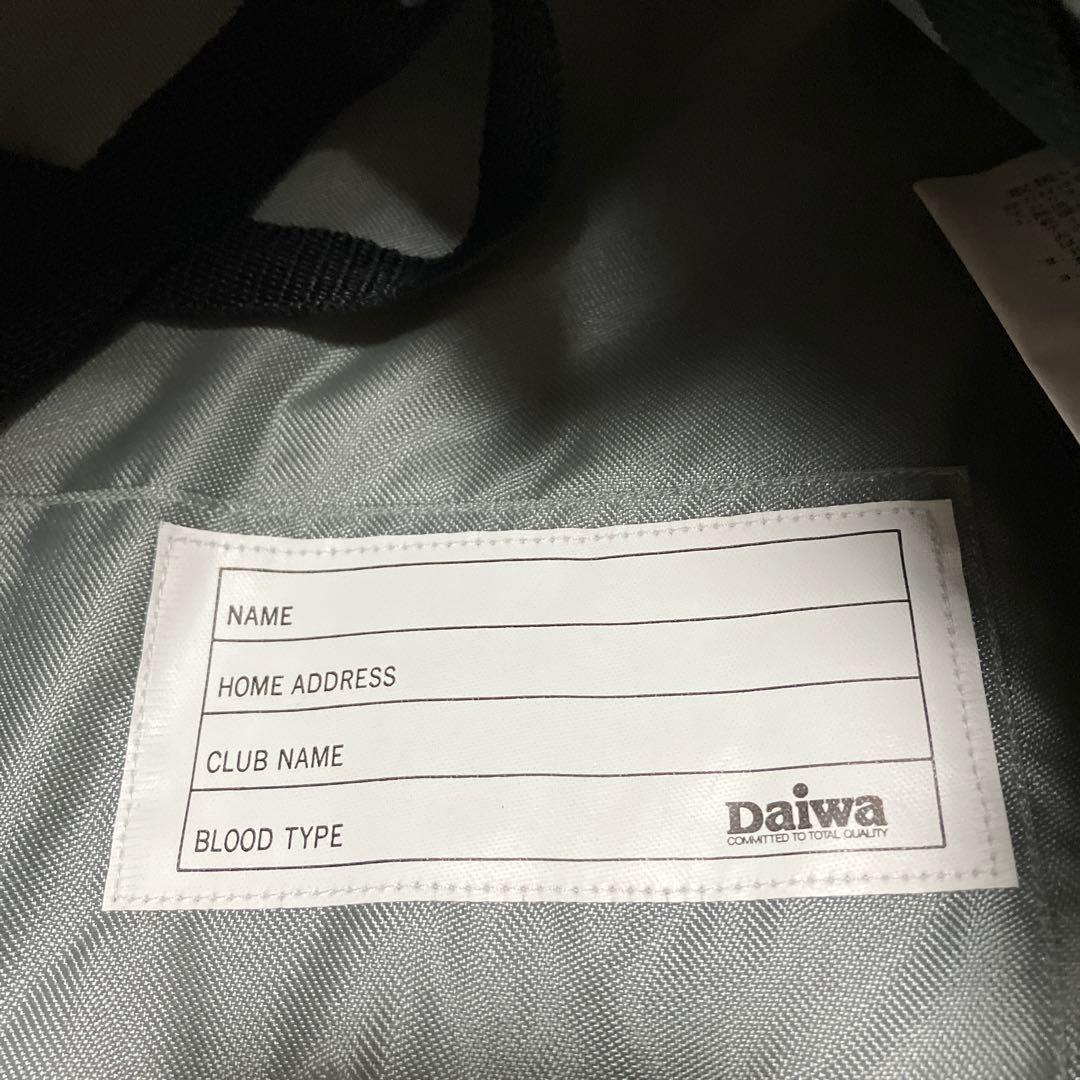 NAME
HOME ADDRESS
CLUB NAME
BLOOD TYPE
Daiwa
COMMITTED TO TOTAL QUALITY